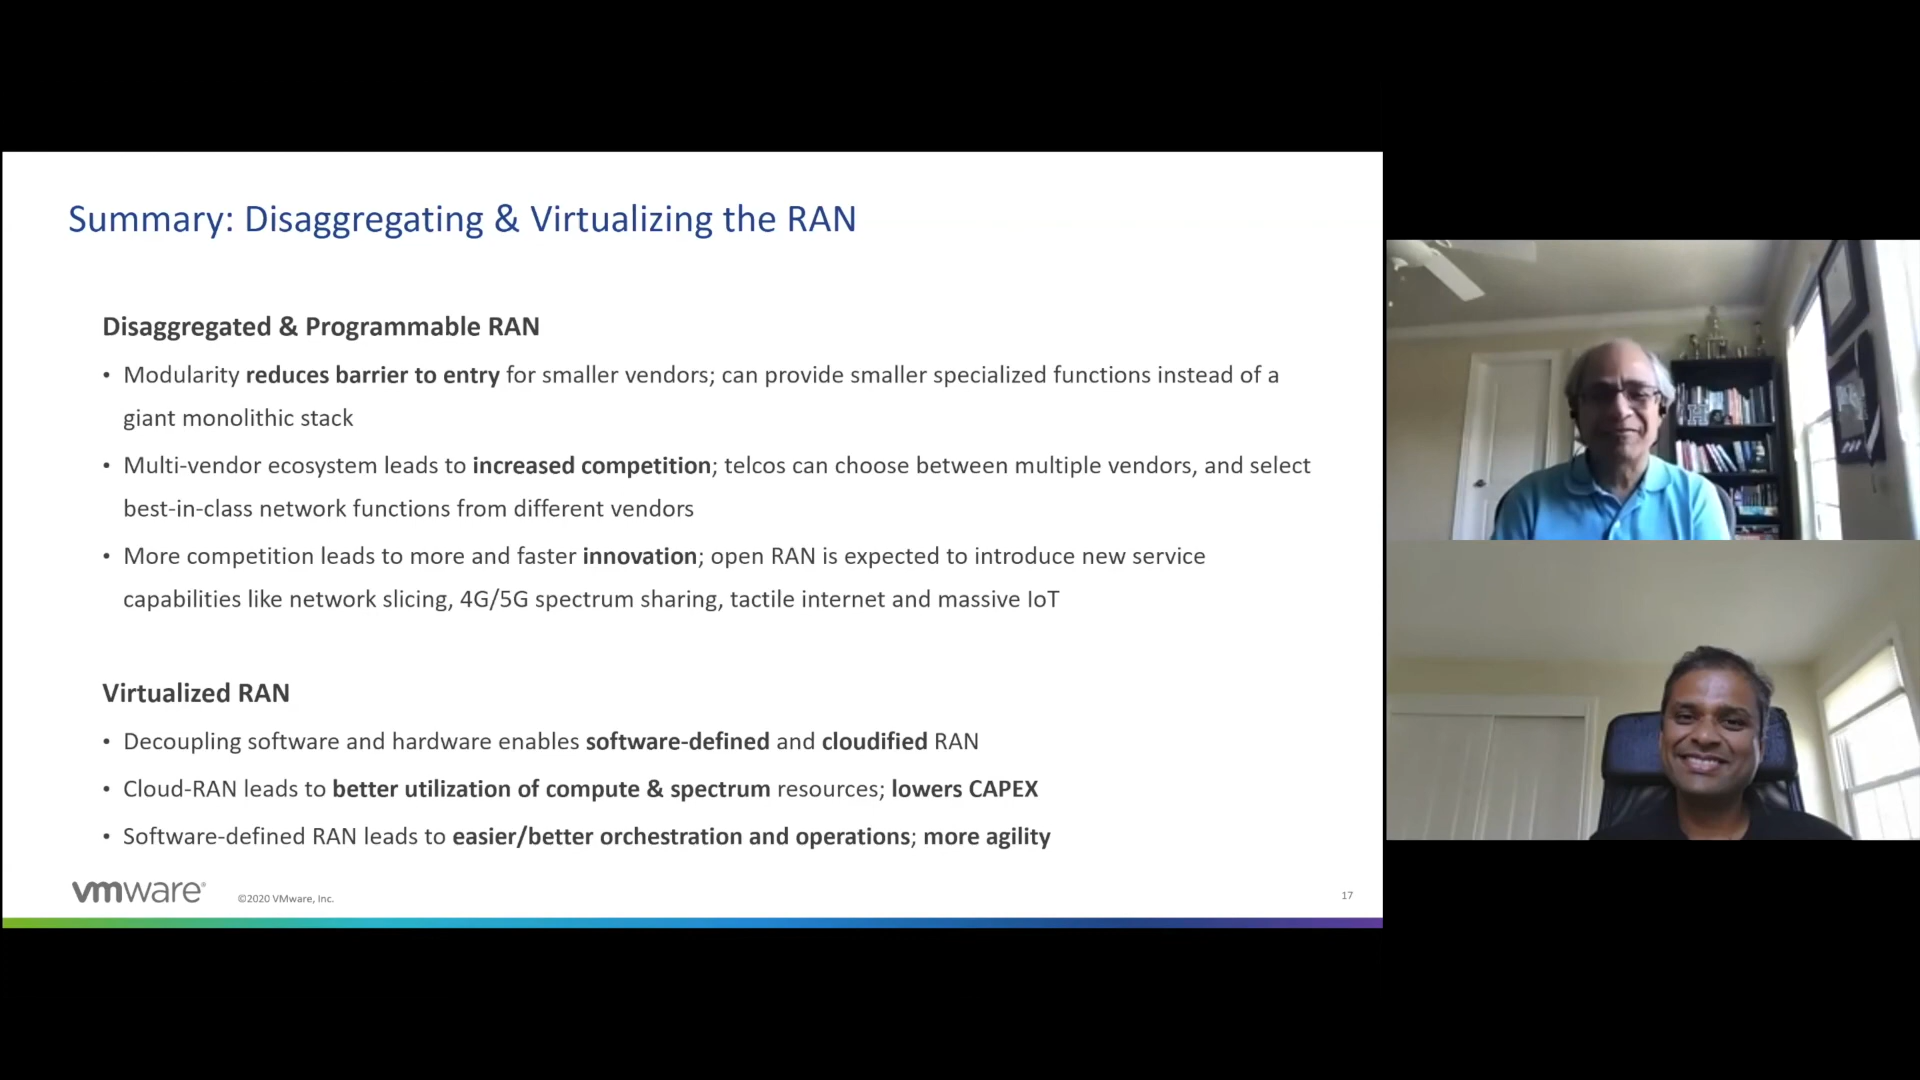 Summary: Disaggregating & Virtualizing the RAN
Disaggregated & Programmable RAN
• Modularity reduces barrier to entry for smaller vendors; can provide smaller specialized functions instead of a
giant monolithic stack
• Multi-vendor ecosystem leads to increased competition; telcos can choose between multiple vendors, and select
best-in-class network functions from different vendors
• More competition leads to more and faster innovation; open RAN is expected to introduce new service
capabilities like network slicing, 4G/5G spectrum sharing, tactile internet and massive IoT
Virtualized RAN
• Decoupling software and hardware enables software-defined and cloudified RAN
• Cloud-RAN leads to better utilization of compute & spectrum resources; lowers CAPEX
• Software-defined RAN leads to easier/better orchestration and operations; more agility
vmware® ©2020 VMware, Inc. 17